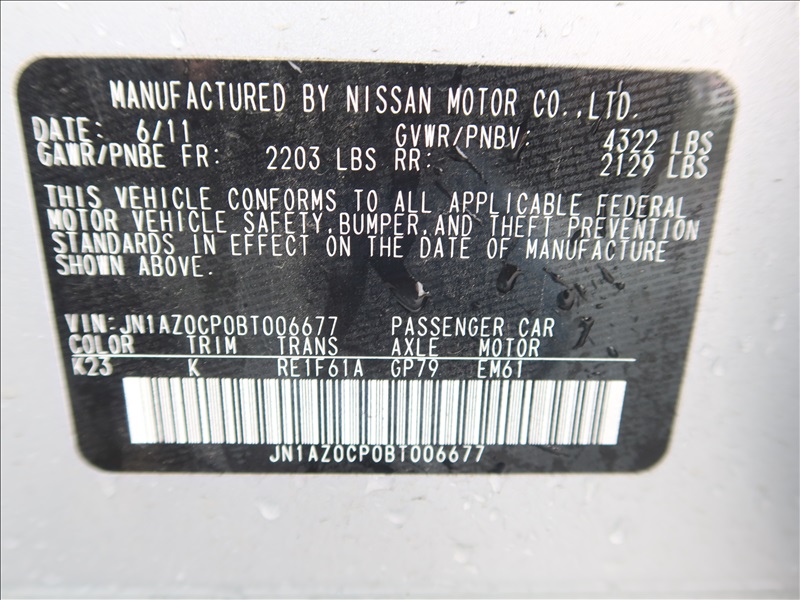 MANUFACTURED BY NISSAN MOTOR CO.,LTD.
DATE: 6/11 GVWR/PNBV: 4322 LBS
GAWR/PNBE FR: 2203 LBS RR: 2129 LBS
THIS VEHICLE CONFORMS TO ALL APPLICABLE FEDERAL
MOTOR VEHICLE SAFETY,BUMPER,AND THEFT PREVENTION
STANDARDS IN EFFECT ON THE DATE OF MANUFACTURE
SHOWN ABOVE.
VIN:JN1AZ0CP0BT006677 PASSENGER CAR
COLOR TRIM TRANS AXLE MOTOR
K23 K RE1F61A GP79 EM61
JN1AZ0CP0BT006677